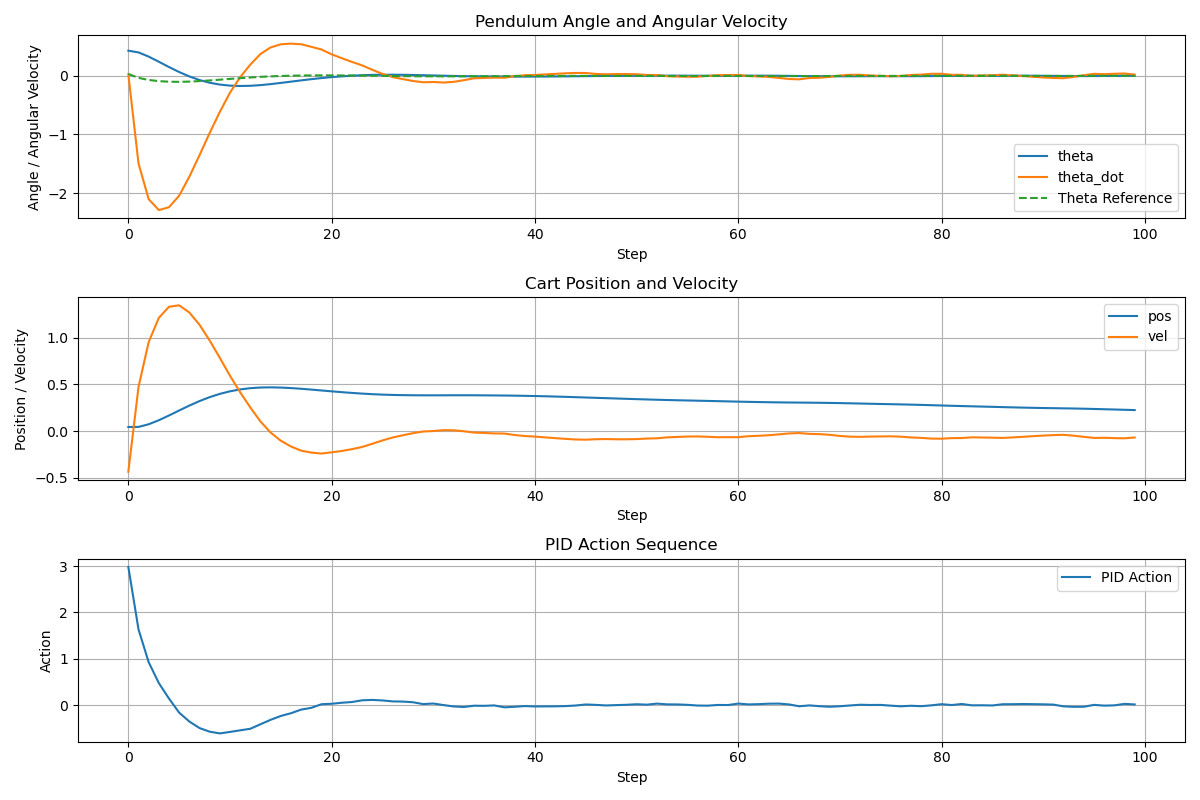 Pendulum Angle and Angular Velocity
Angle / Angular Velocity
0
−1
−2
theta
theta_dot
Theta Reference
0 20 40 60 80 100
Step
Cart Position and Velocity
Position / Velocity
1.0
0.5
0.0
−0.5
pos
vel
0 20 40 60 80 100
Step
PID Action Sequence
Action
3
2
1
0
PID Action
0 20 40 60 80 100
Step